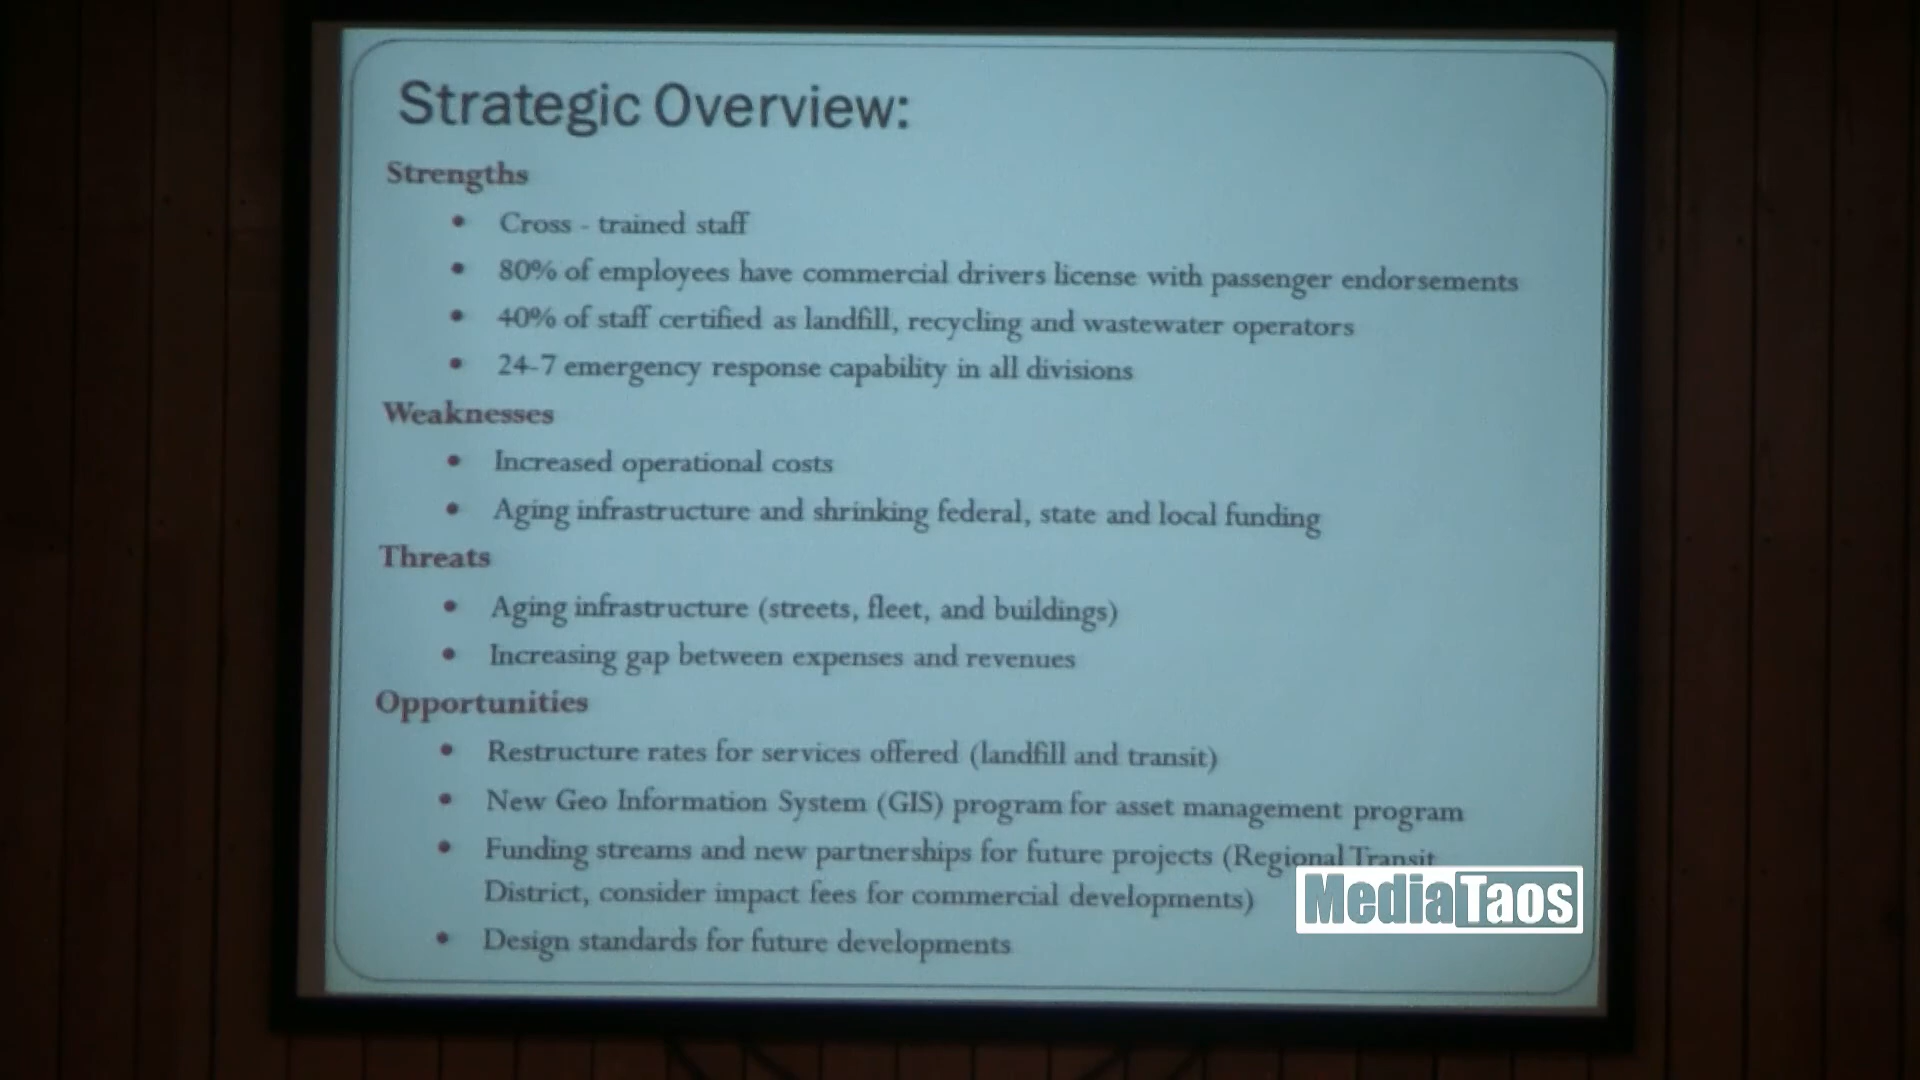 Strategic Overview:
Strengths
• Cross - trained staff
• 80% of employees have commercial drivers license with passenger endorsements
• 40% of staff certified as landfill, recycling and wastewater operators
• 24-7 emergency response capability in all divisions
Weaknesses
• Increased operational costs
• Aging infrastructure and shrinking federal, state and local funding
Threats
• Aging infrastructure (streets, fleet, and buildings)
• Increasing gap between expenses and revenues
Opportunities
• Restructure rates for services offered (landfill and transit)
• New Geo Information System (GIS) program for asset management program
• Funding streams and new partnerships for future projects (Regional Transit
District, consider impact fees for commercial developments)
• Design standards for future developments
MediaTaos